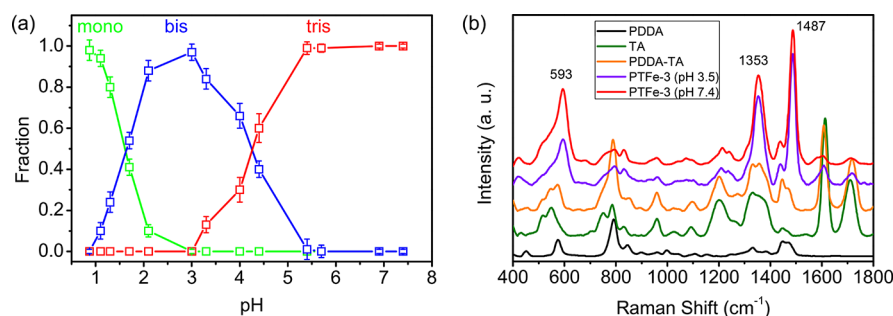 (a)
mono bis tris
1.0
0.8
0.6
0.4
0.2
0.0
Fraction
1 2 3 4 5 6 7 8
pH
(b)
PDDA
TA
PDDA-TA
PTFe-3 (pH 3.5)
PTFe-3 (pH 7.4)
593
1353
1487
Intensity (a. u.)
400 600 800 1000 1200 1400 1600 1800
Raman Shift (cm⁻¹)